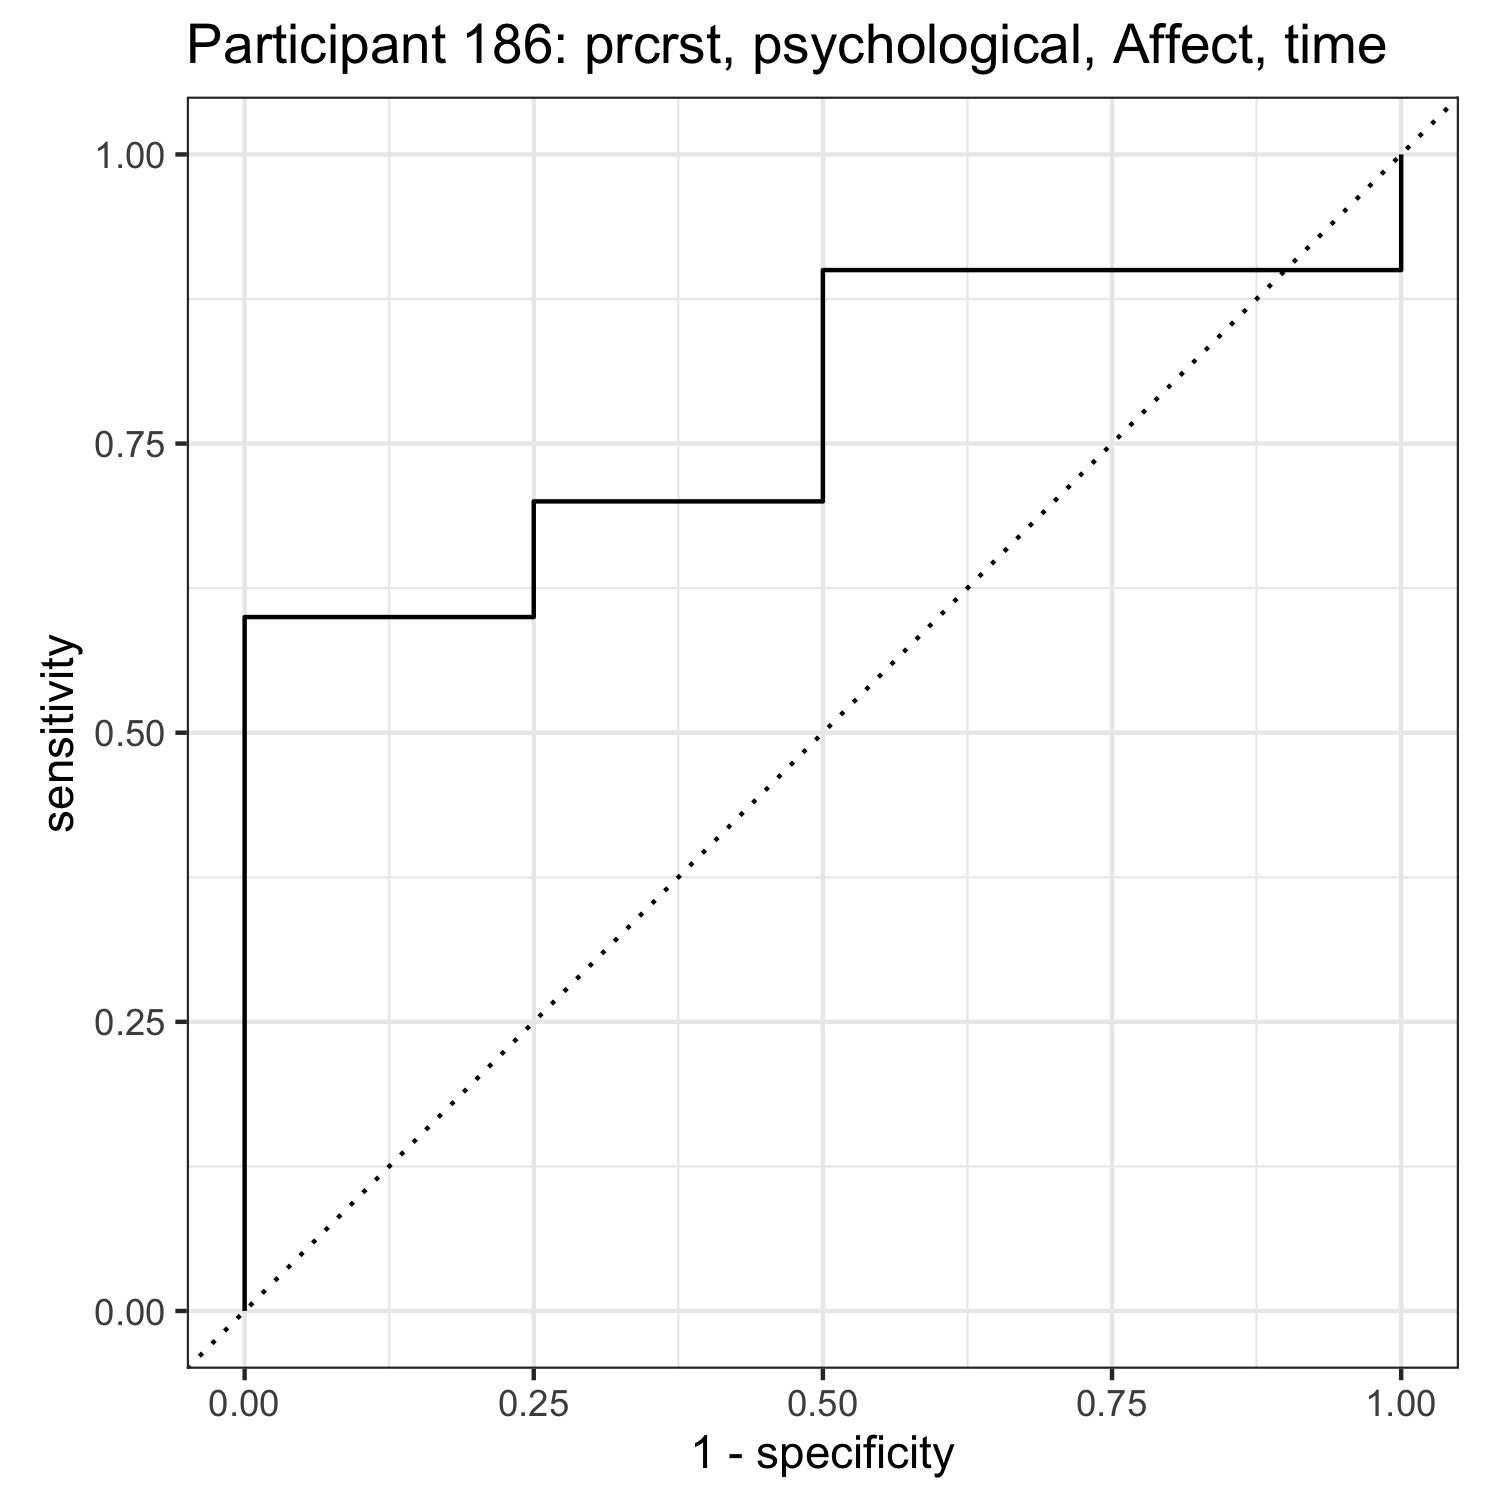 Participant 186: prcrst, psychological, Affect, time
1.00
0.75
0.50
0.25
0.00
sensitivity
0.00 0.25 0.50 0.75 1.00
1 - specificity